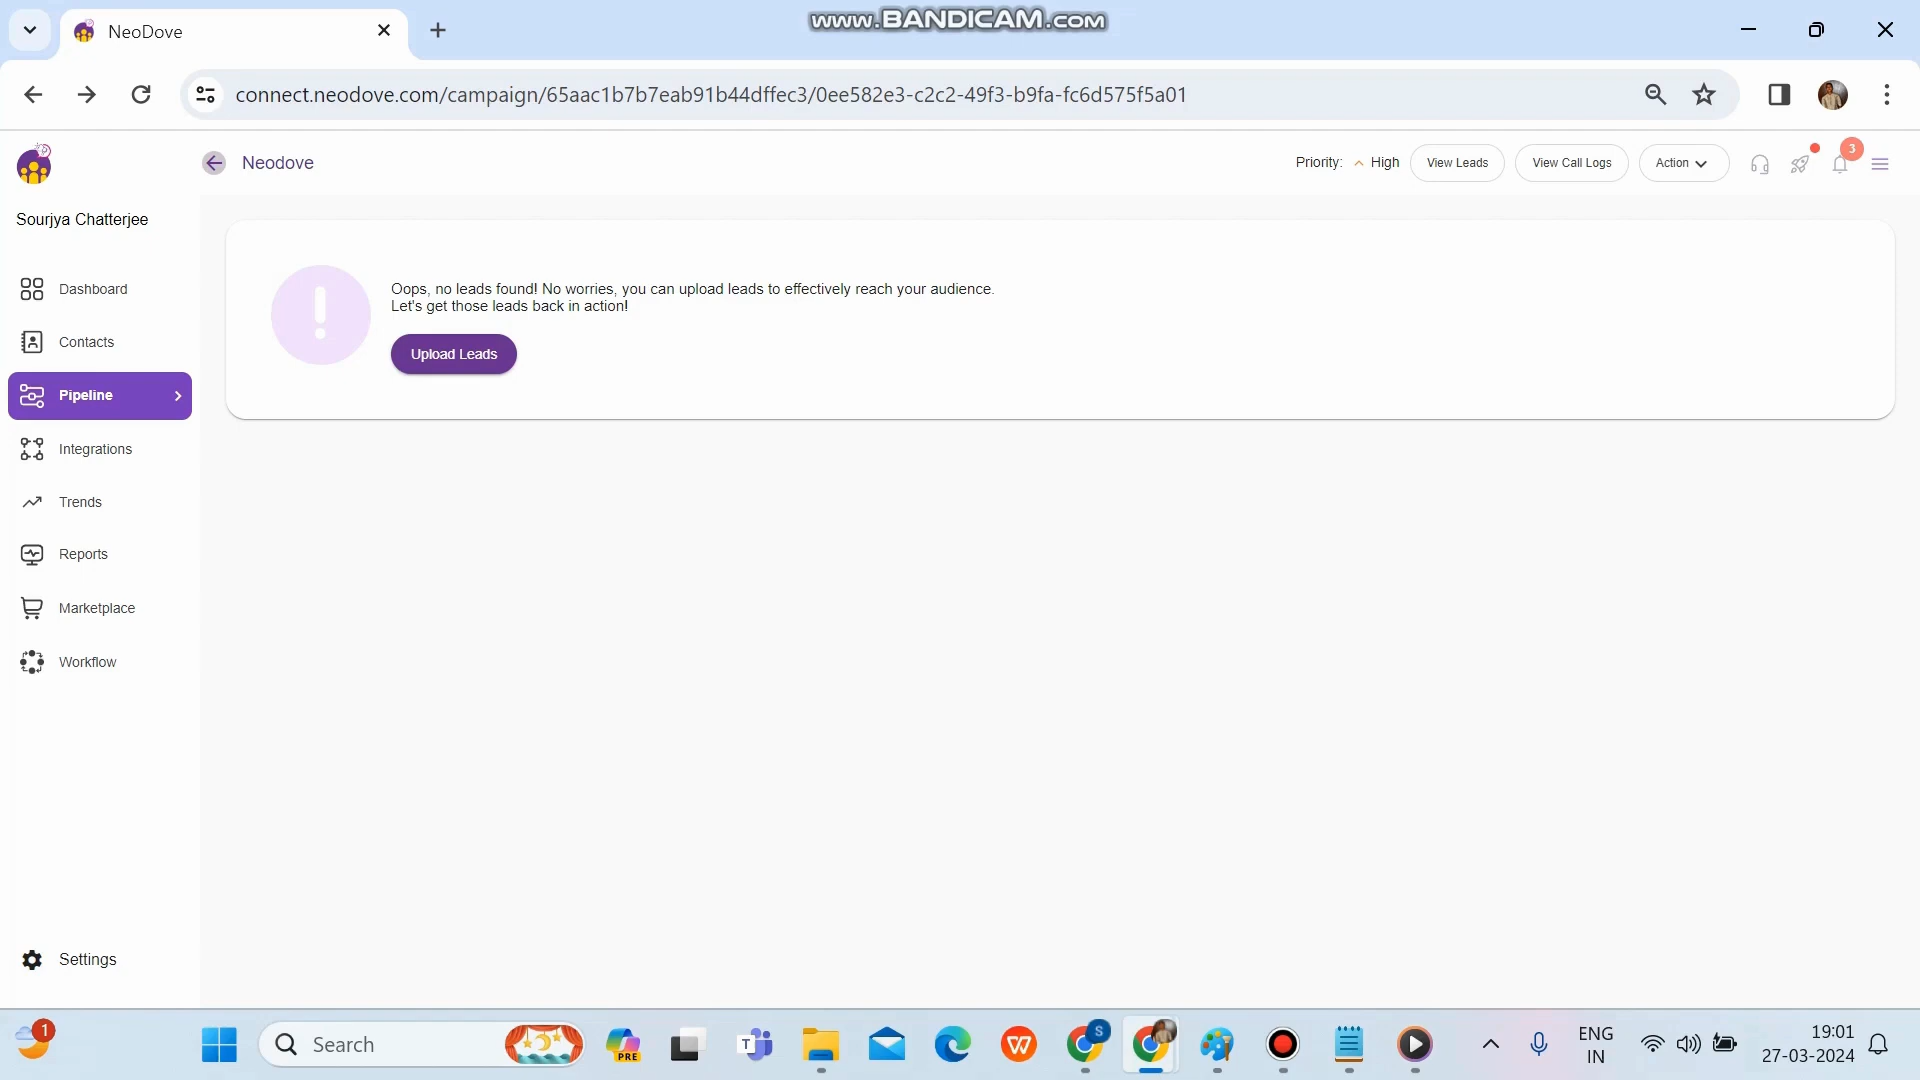 NeoDove
www.BANDICAM.com
connect.neodove.com/campaign/65aac1b7b7eab91b44dffec3/0ee582e3-c2c2-49f3-b9fa-fc6d575f5a01
Neodove
Priority: High
View Leads
View Call Logs
Action
3
Sourjya Chatterjee
Dashboard
Contacts
Pipeline
Integrations
Trends
Reports
Marketplace
Workflow
Settings
Oops, no leads found! No worries, you can upload leads to effectively reach your audience.
Let's get those leads back in action!
Upload Leads
1
Search
PRE
T
W
S
ENG
IN
19:01
27-03-2024